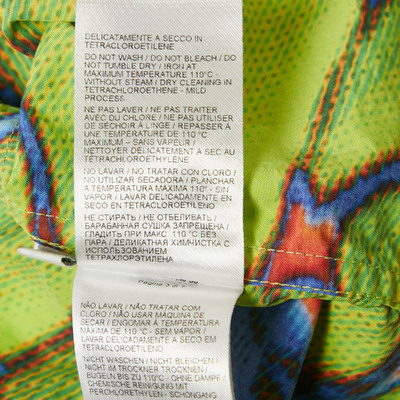 DELICATAMENTE A SECCO IN
TETRACLOROETILENE
DO NOT WASH / DO NOT BLEACH / DO
NOT TUMBLE DRY / IRON AT
MAXIMUM TEMPERATURE 110°C -
WITHOUT STEAM / DRY CLEANING IN
TETRACHLOROETHENE - MILD
PROCESS
NE PAS LAVER / NE PAS TRAITER
AVEC DU CHLORE / NE PAS UTILISER
DE SÉCHOIR À LINGE / REPASSER À
UNE TEMPÉRATURE DE 110°C
MAXIMUM – SANS VAPEUR /
NETTOYER DÉLICATEMENT À SEC AU
TÉTRACHLOROÉTHYLÈNE
NO LAVAR / NO TRATAR CON CLORO /
NO UTILIZAR SECADORA / PLANCHAR
A TEMPERATURA MÁXIMA 110° - SIN
VAPOR / LAVAR DELICADAMENTE EN
SECO EN TETRACLOROETILENO
НЕ СТИРАТЬ / НЕ ОТБЕЛИВАТЬ /
БАРАБАННАЯ СУШКА ЗАПРЕЩЕНА /
ГЛАДИТЬ ПРИ МАКС. 110 °C БЕЗ
ПАРА / ДЕЛИКАТНАЯ ХИМЧИСТКА С
ИСПОЛЬЗОВАНИЕМ
ТЕТРАХЛОРЭТИЛЕНА
NÃO LAVAR / NÃO TRATAR COM
CLORO / NÃO USAR MÁQUINA DE
SECAR / ENGOMAR À TEMPERATURA
DE MÁXIMA 110° - SEM VAPOR /
LAVAR DELICADAMENTE A SECO EM
TETRACLOROETILENO
NICHT WASCHEN / NICHT BLEICHEN /
NICHT IM TROCKNER TROCKNEN /
BÜGELN BIS ZU 110°C - OHNE DAMPF /
CHEMISCHE REINIGUNG MIT
PERCHLORETHYLEN - SCHONGANG